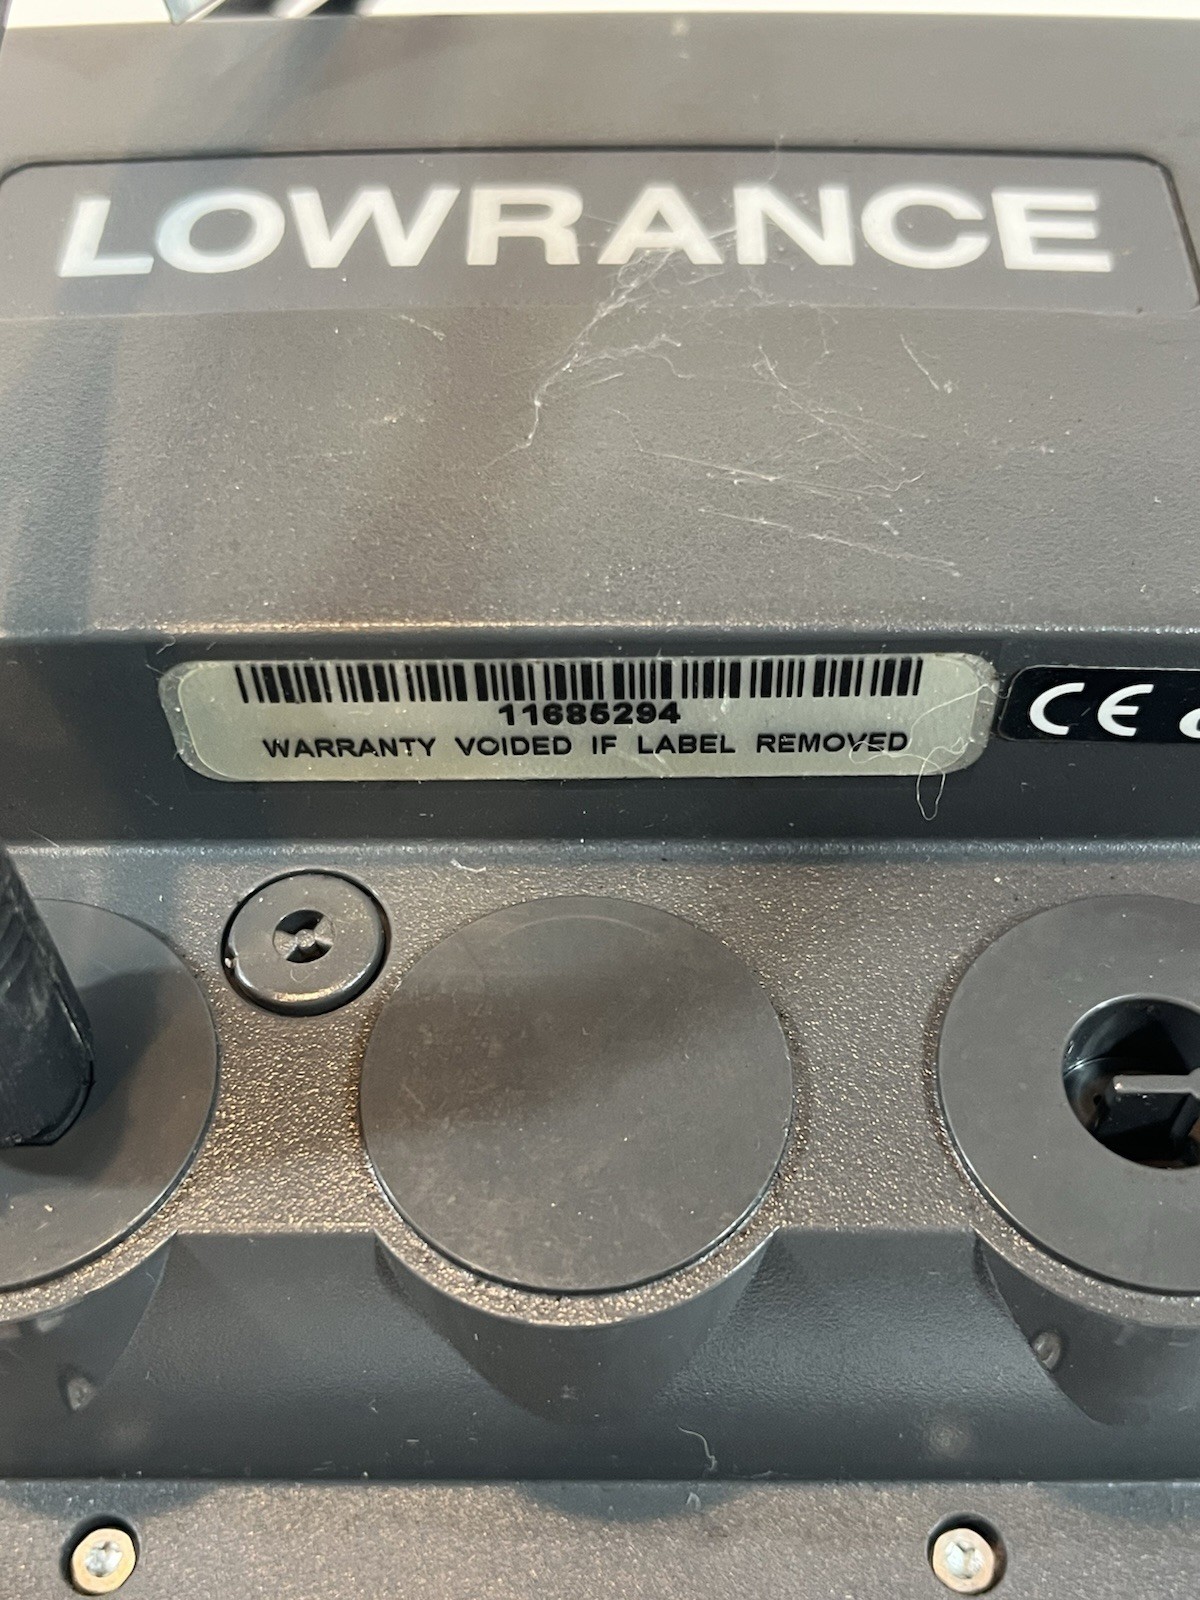 LOWRANCE
11685294
WARRANTY VOIDED IF LABEL REMOVED
CE